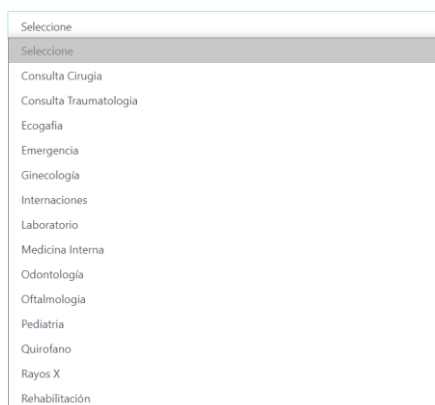 Seleccione
Seleccione
Consulta Cirugia
Consulta Traumatologia
Ecogafia
Emergencia
Ginecología
Internaciones
Laboratorio
Medicina Interna
Odontología
Oftalmologia
Pediatria
Quirofano
Rayos X
Rehabilitación